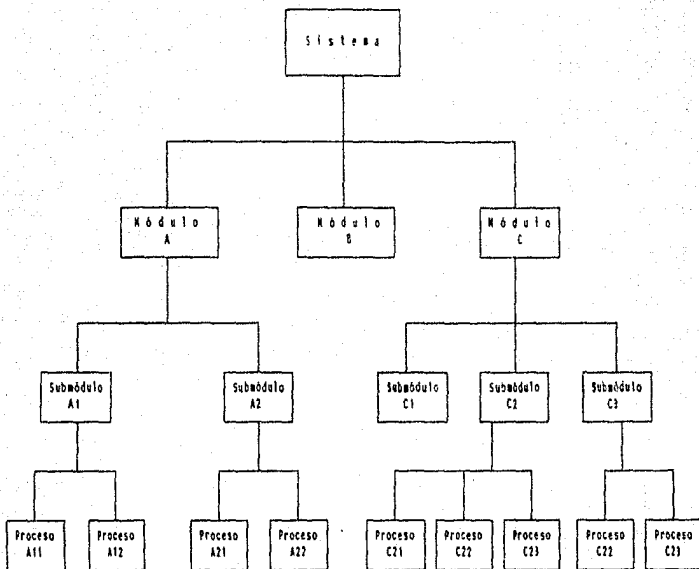 Sistema
Módulo
A
Módulo
B
Módulo
C
Submódulo
A1
Submódulo
A2
Submódulo
C1
Submódulo
C2
Submódulo
C3
Proceso
A11
Proceso
A12
Proceso
A21
Proceso
A22
Proceso
C21
Proceso
C22
Proceso
C23
Proceso
C22
Proceso
C23